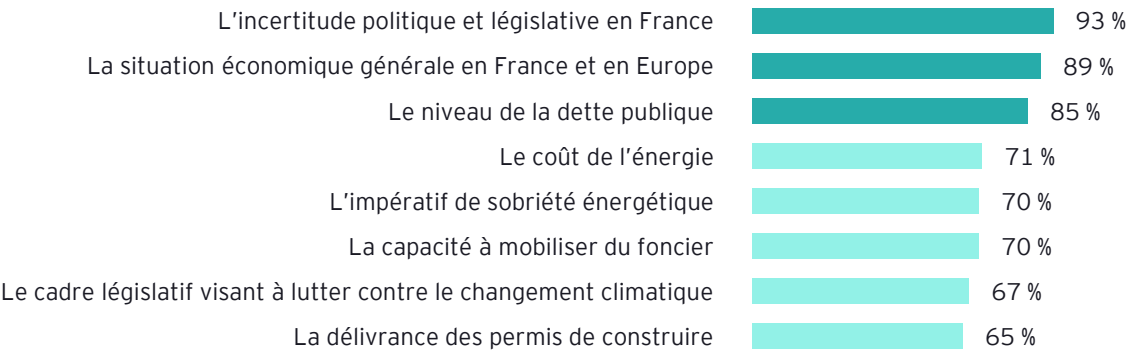 L'incertitude politique et législative en France 93 %
La situation économique générale en France et en Europe 89 %
Le niveau de la dette publique 85 %
Le coût de l'énergie 71 %
L'impératif de sobriété énergétique 70 %
La capacité à mobiliser du foncier 70 %
Le cadre législatif visant à lutter contre le changement climatique 67 %
La délivrance des permis de construire 65 %